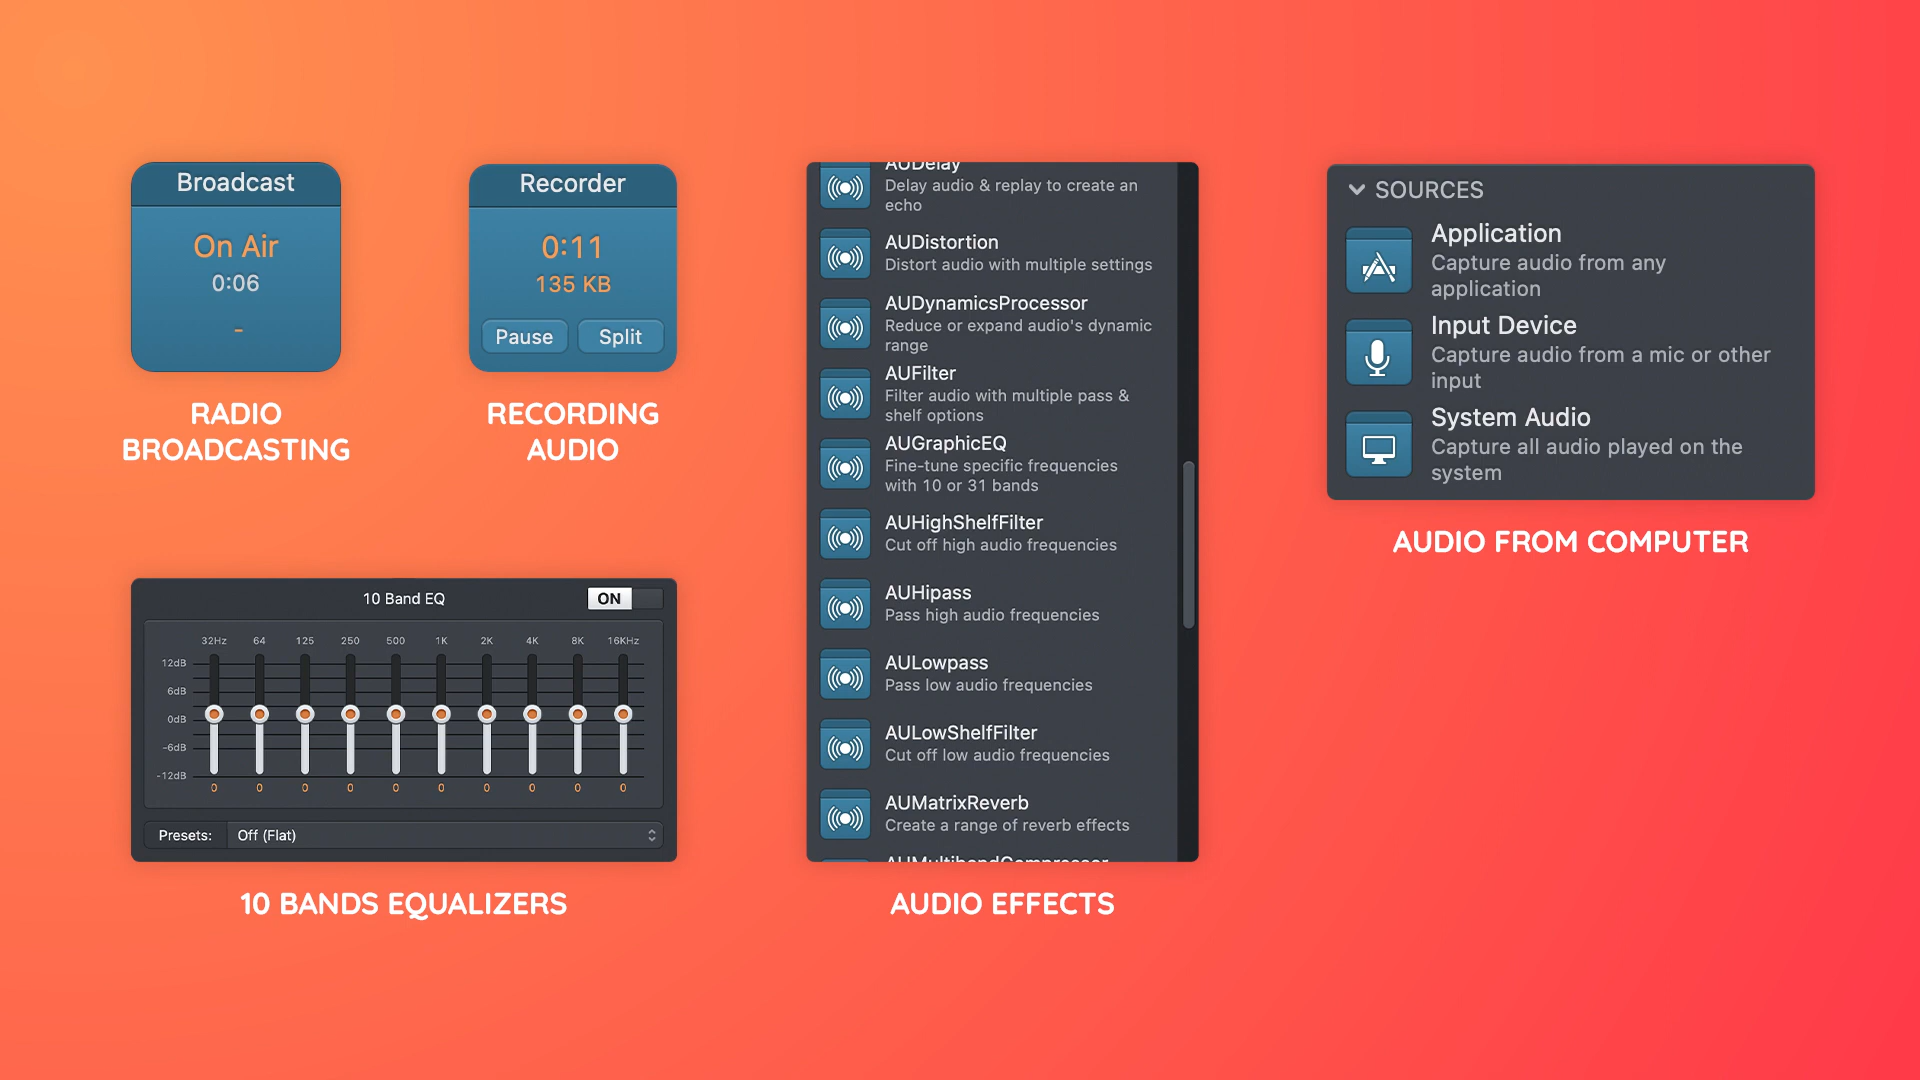 Broadcast
On Air
0:06
-
RADIO
BROADCASTING
Recorder
0:11
135 KB
Pause
Split
RECORDING
AUDIO
10 Band EQ
ON
32Hz 64 125 250 500 1K 2K 4K 8K 16KHz
12dB
6dB
0dB
-6dB
-12dB
0 0 0 0 0 0 0 0 0 0
Presets: Off (Flat)
10 BANDS EQUALIZERS
AUDelay
Delay audio & replay to create an
echo
AUDistortion
Distort audio with multiple settings
AUDynamicsProcessor
Reduce or expand audio's dynamic
range
AUFilter
Filter audio with multiple pass &
shelf options
AUGraphicEQ
Fine-tune specific frequencies
with 10 or 31 bands
AUHighShelfFilter
Cut off high audio frequencies
AUHipass
Pass high audio frequencies
AULowpass
Pass low audio frequencies
AULowShelfFilter
Cut off low audio frequencies
AUMatrixReverb
Create a range of reverb effects
AUMultibandCompressor
AUDIO EFFECTS
SOURCES
Application
Capture audio from any
application
Input Device
Capture audio from a mic or other
input
System Audio
Capture all audio played on the
system
AUDIO FROM COMPUTER